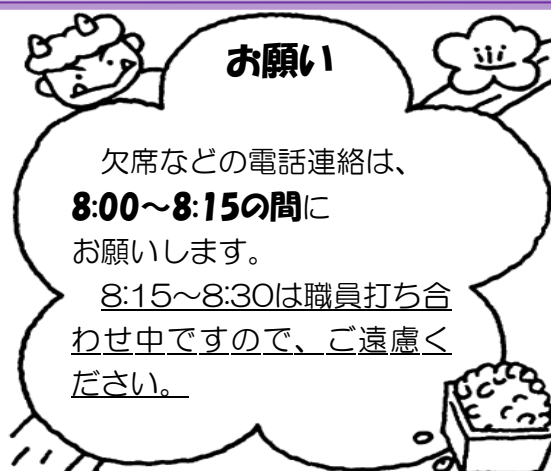 お願い
欠席などの電話連絡は、
8:00～8:15の間に
お願いします。
8:15～8:30は職員打ち合
わせ中ですので、ご遠慮く
ださい。